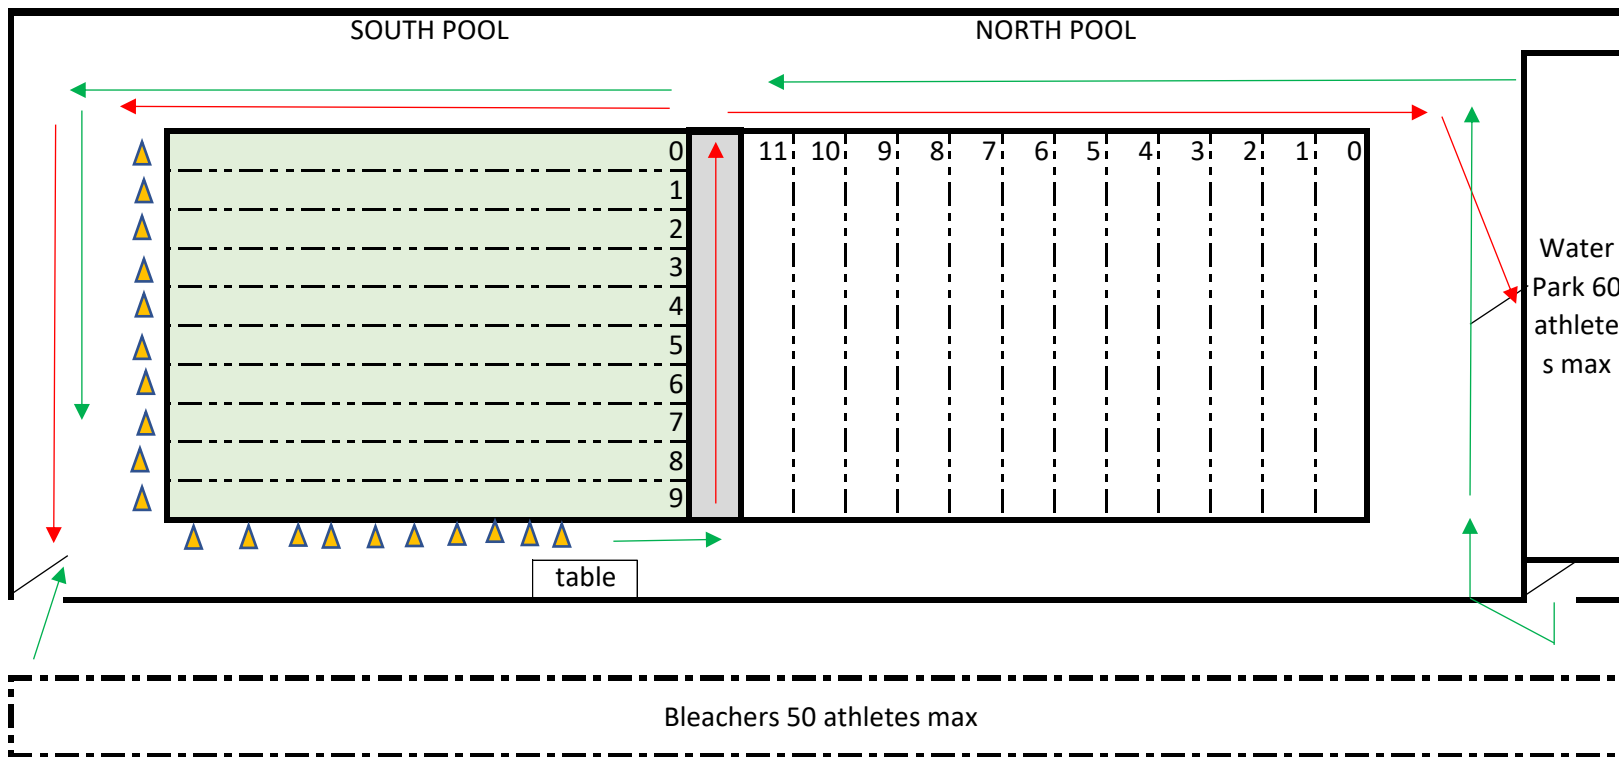 SOUTH POOL
NORTH POOL
0
1
2
3
4
5
6
7
8
9
11 10 9 8 7 6 5 4 3 2 1 0
Water
Park 60
athlete
s max
table
Bleachers 50 athletes max